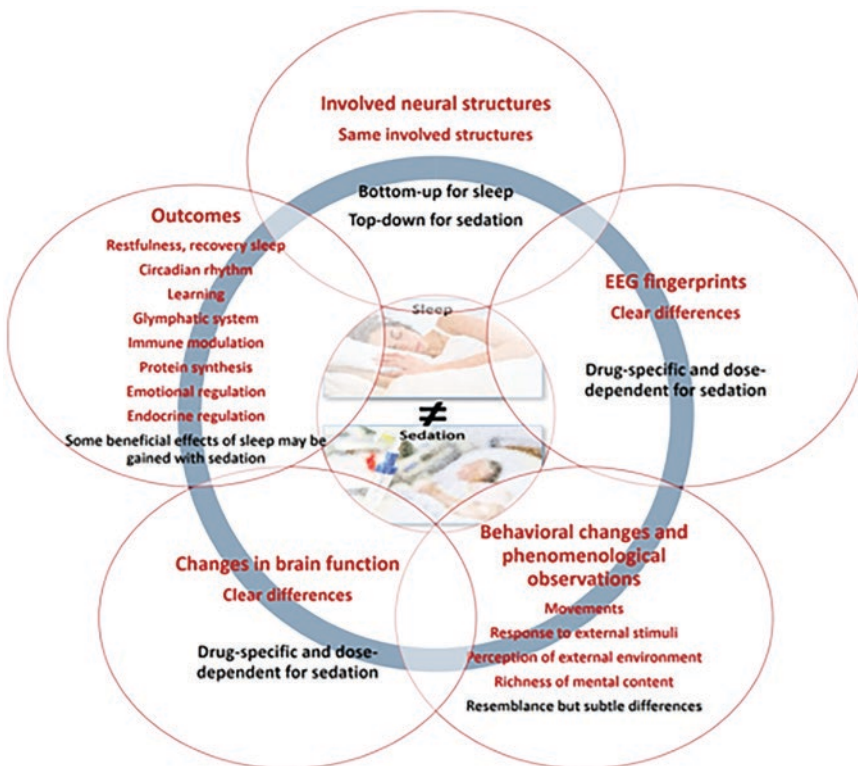 Involved neural structures
Same involved structures
Bottom-up for sleep
Top-down for sedation
Outcomes
Restfulness, recovery sleep
Circadian rhythm
Learning
Glymphatic system
Immune modulation
Protein synthesis
Emotional regulation
Endocrine regulation
Some beneficial effects of sleep may be
gained with sedation
EEG fingerprints
Clear differences
Drug-specific and dose-
dependent for sedation
Sleep
≠
Sedation
Changes in brain function
Clear differences
Drug-specific and dose-
dependent for sedation
Behavioral changes and
phenomenological
observations
Movements
Response to external stimuli
Perception of external environment
Richness of mental content
Resemblance but subtle differences